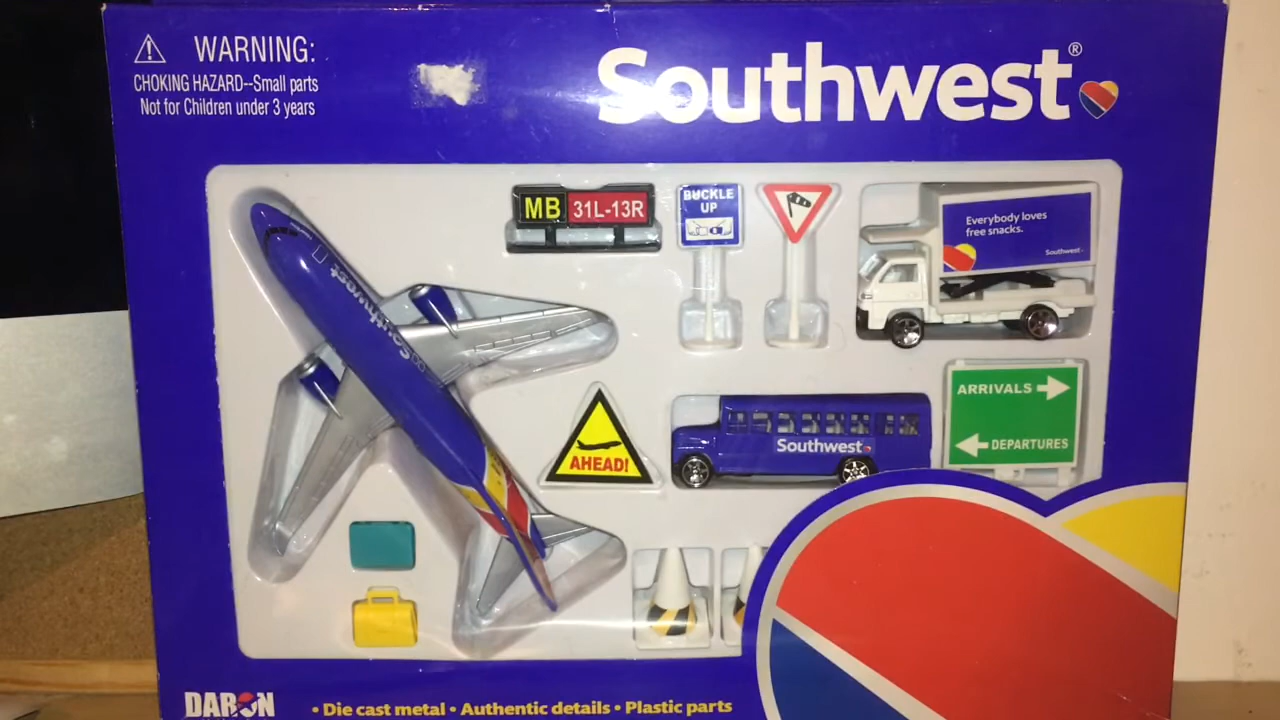 WARNING:
CHOKING HAZARD--Small parts
Not for Children under 3 years
Southwest®
MB 31L-13R
BUCKLE
UP
Everybody loves
free snacks.
Southwest
Southwest
AHEAD!
Southwest
ARRIVALS
DEPARTURES
DARON
• Die cast metal • Authentic details • Plastic parts